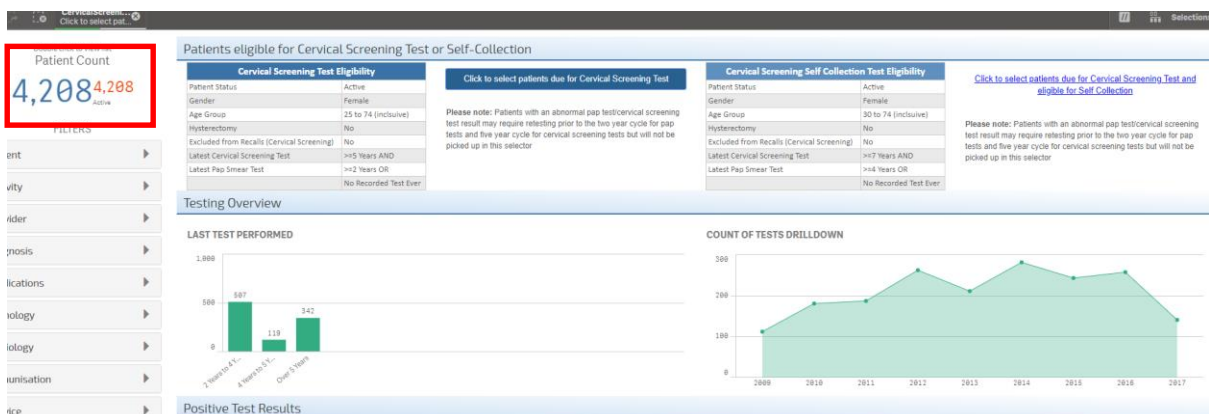 CervicalScreeni...
Click to select pat...
Selections
Patient Count
4,208 4,208
Active
FILTERS
ent
vity
vider
gnosis
lications
hology
iology
unisation
vice
Patients eligible for Cervical Screening Test or Self-Collection
Cervical Screening Test Eligibility
Patient Status Active
Gender Female
Age Group 25 to 74 (inclsuive)
Hysterectomy No
Excluded from Recalls (Cervical Screening) No
Latest Cervical Screening Test >=5 Years AND
Latest Pap Smear Test >=2 Years OR
No Recorded Test Ever
Click to select patients due for Cervical Screening Test
Please note: Patients with an abnormal pap test/cervical screening
test result may require retesting prior to the two year cycle for pap
tests and five year cycle for cervical screening tests but will not be
picked up in this selector
Cervical Screening Self Collection Test Eligibility
Patient Status Active
Gender Female
Age Group 30 to 74 (inclsuive)
Hysterectomy No
Excluded from Recalls (Cervical Screening) No
Latest Cervical Screening Test >=7 Years AND
Latest Pap Smear Test >=4 Years OR
No Recorded Test Ever
Click to select patients due for Cervical Screening Test and
eligible for Self Collection
Please note: Patients with an abnormal pap test/cervical screening
test result may require retesting prior to the two year cycle for pap
tests and five year cycle for cervical screening tests but will not be
picked up in this selector
Testing Overview
LAST TEST PERFORMED
1,000
500
0
507
119
342
2 Years to 4 Y...
4 Years to 5 Y...
Over 5 Years
COUNT OF TESTS DRILLDOWN
300
200
100
0
2009 2010 2011 2012 2013 2014 2015 2016 2017
Positive Test Results